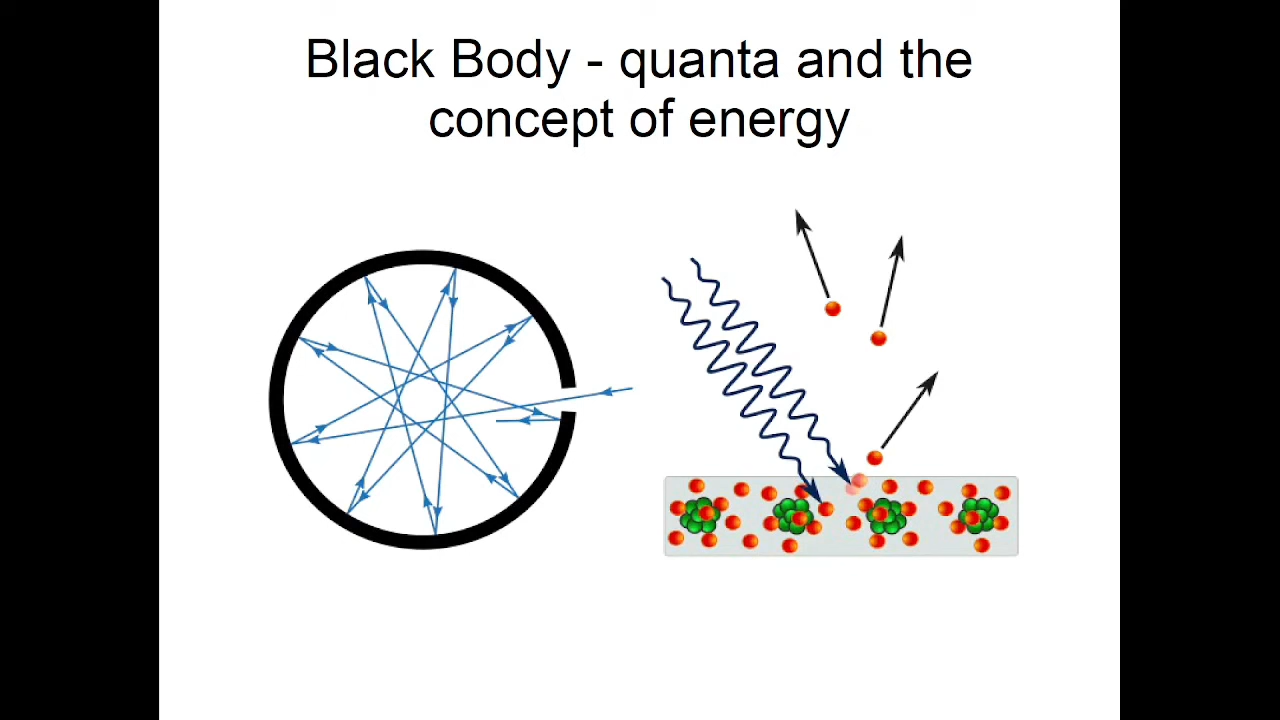 Black Body - quanta and the
concept of energy